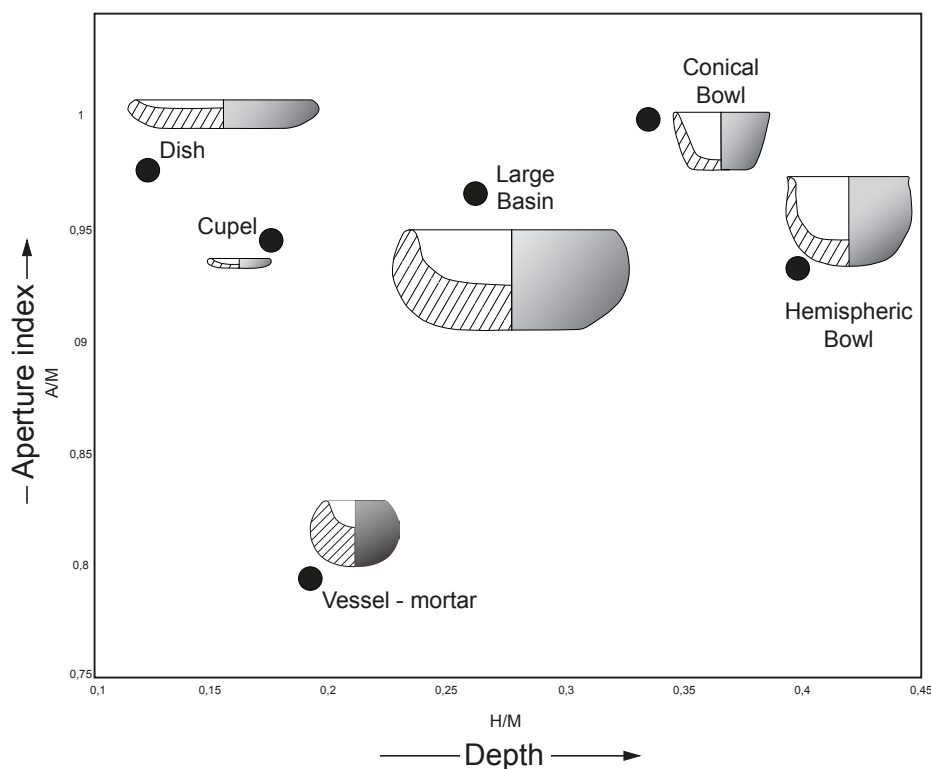 Conical
Bowl
1
Dish
Large
Basin
Cupel
0,95
Hemispheric
Bowl
09
Aperture index
A/M
0,85
0,8
Vessel - mortar
0,75
0,1
0,15
0,2
0,25
0,3
0,35
0,4
0,45
H/M
Depth